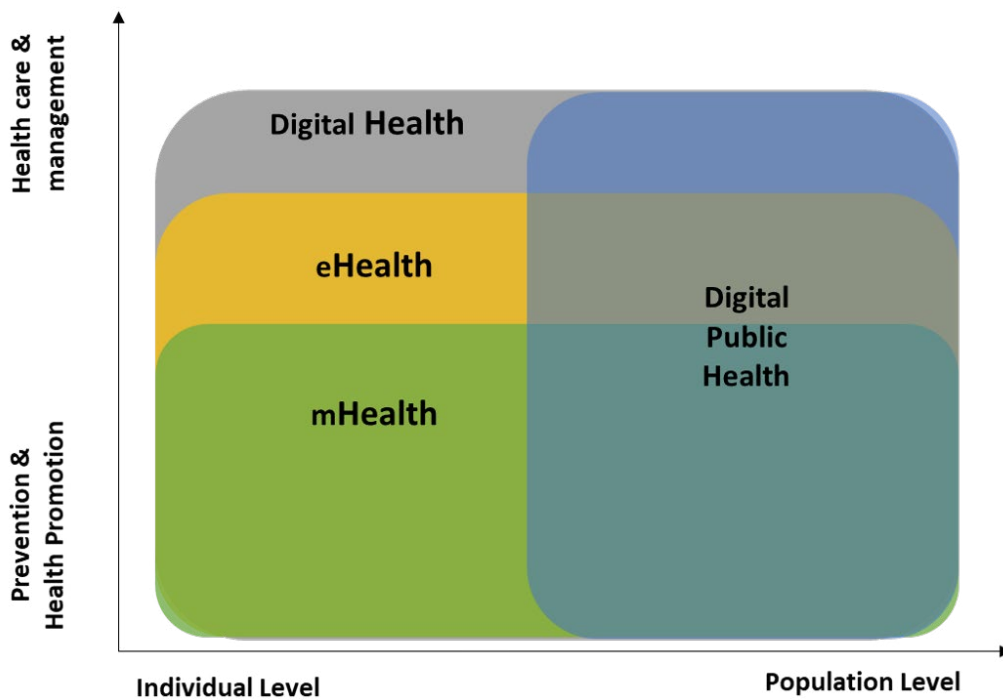 Health care &
management
Digital Health
eHealth
Digital
Public
Health
mHealth
Prevention &
Health Promotion
Individual Level
Population Level